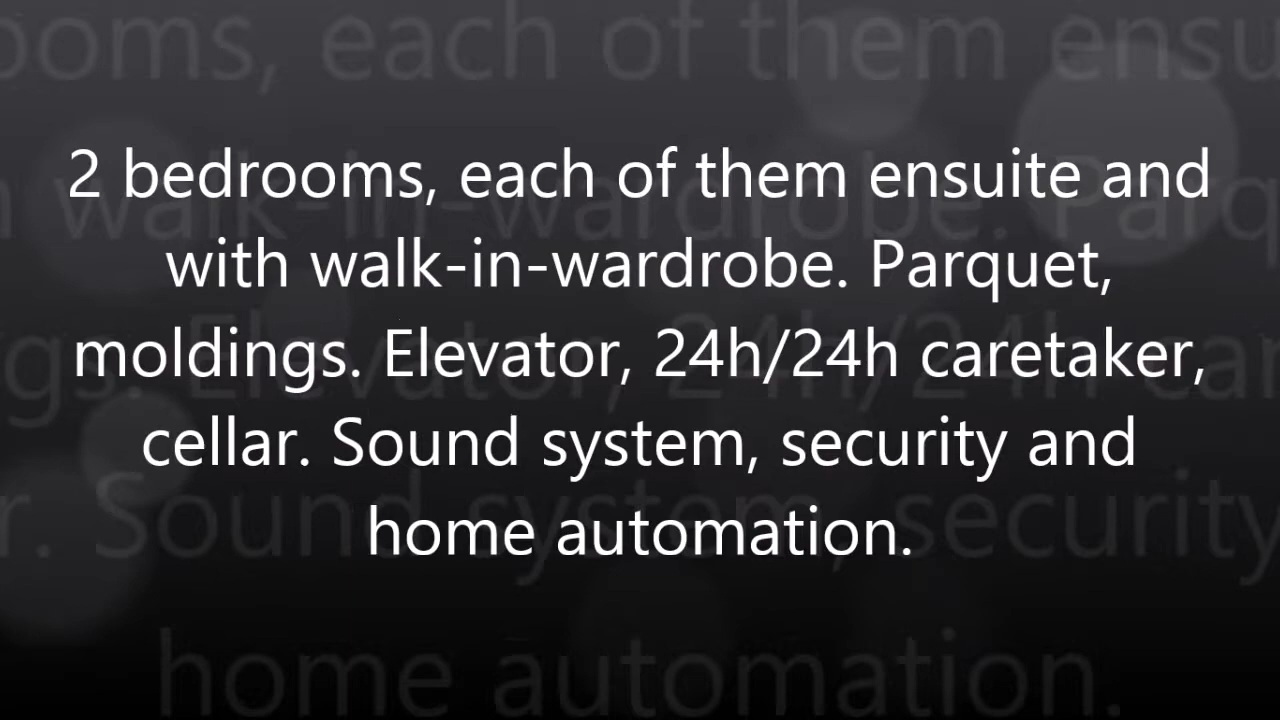 2 bedrooms, each of them ensuite and
with walk-in-wardrobe. Parquet,
moldings. Elevator, 24h/24h caretaker,
cellar. Sound system, security and
home automation.